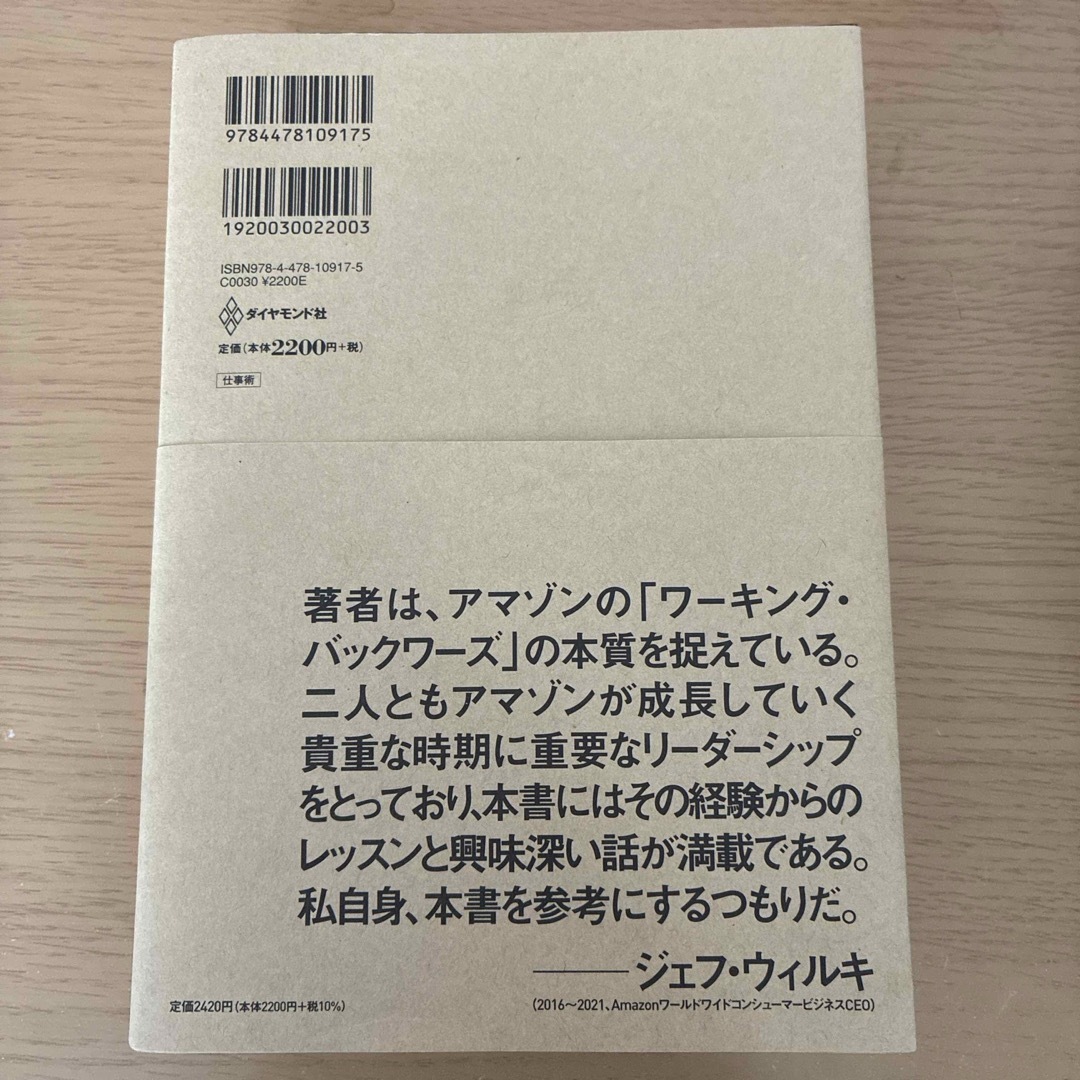 9784478109175
1920030022003
ISBN978-4-478-10917-5
C0030 ¥2200E
ダイヤモンド社
定価(本体2200円+税)
仕事術
著者は、アマゾンの「ワーキング・
バックワーズ」の本質を捉えている。
二人ともアマゾンが成長していく
貴重な時期に重要なリーダーシップ
をとっており、本書にはその経験からの
レッスンと興味深い話が満載である。
私自身、本書を参考にするつもりだ。
――ジェフ・ウィルキ
(2016〜2021、AmazonワールドワイドコンシューマービジネスCEO)
定価2420円(本体2200円+税10%)